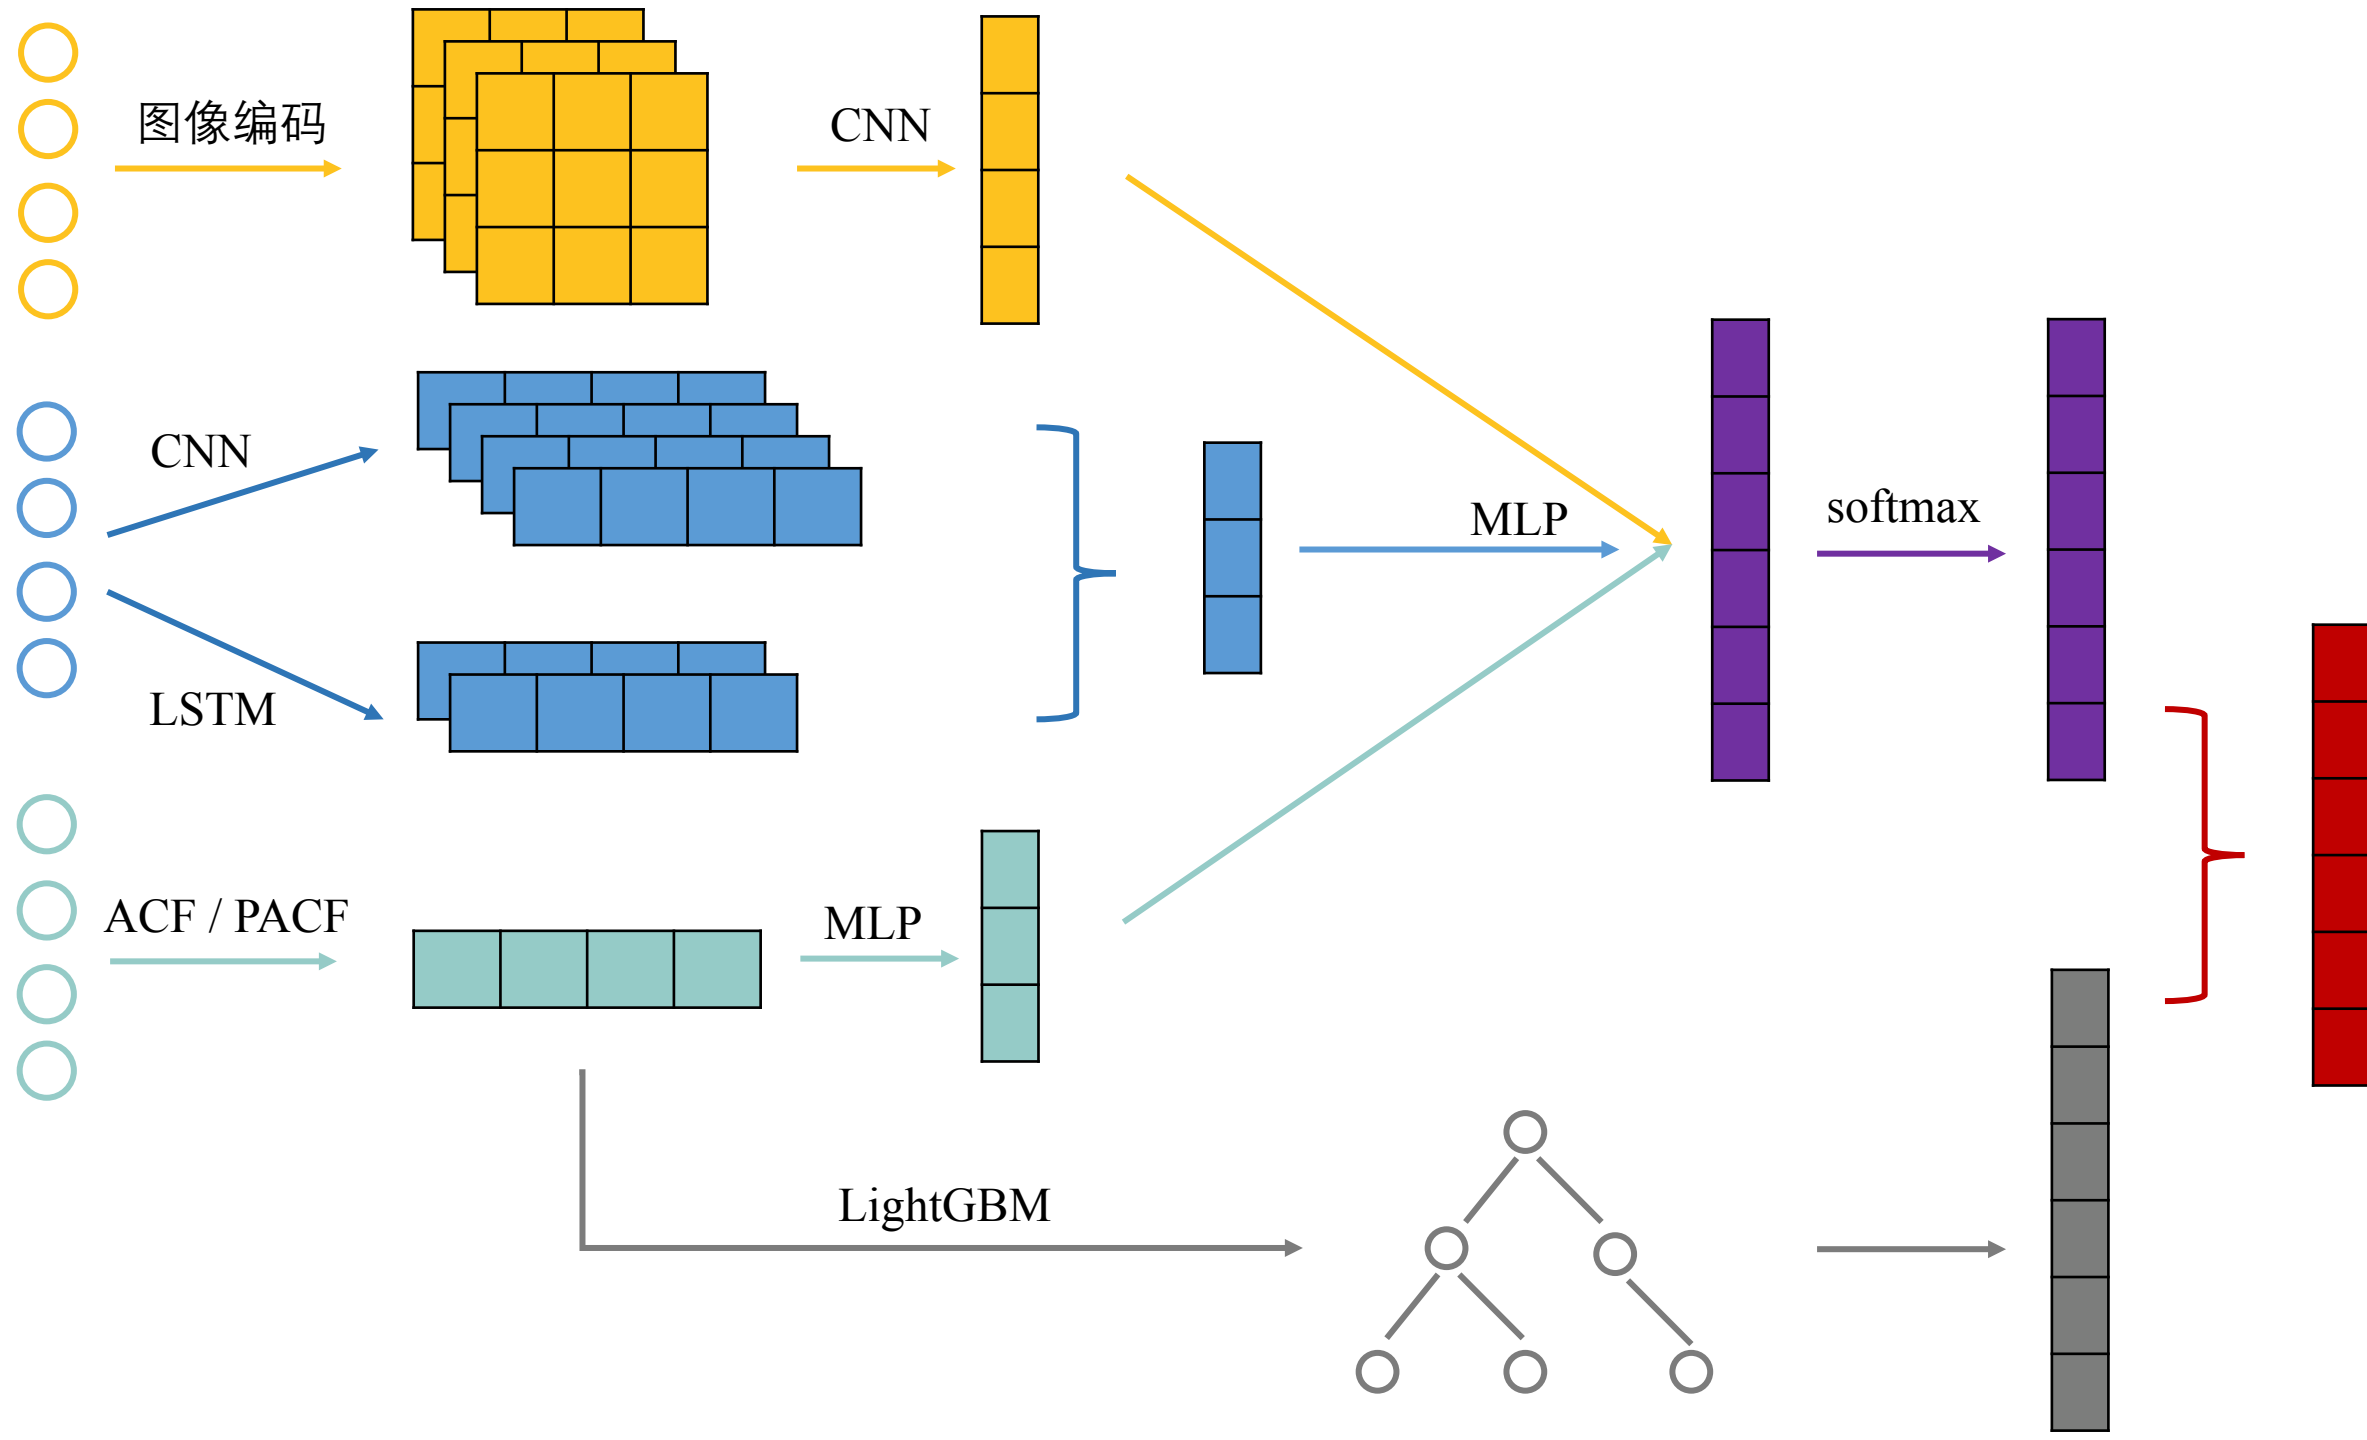 图像编码
CNN
CNN
MLP
softmax
LSTM
ACF / PACF
MLP
LightGBM